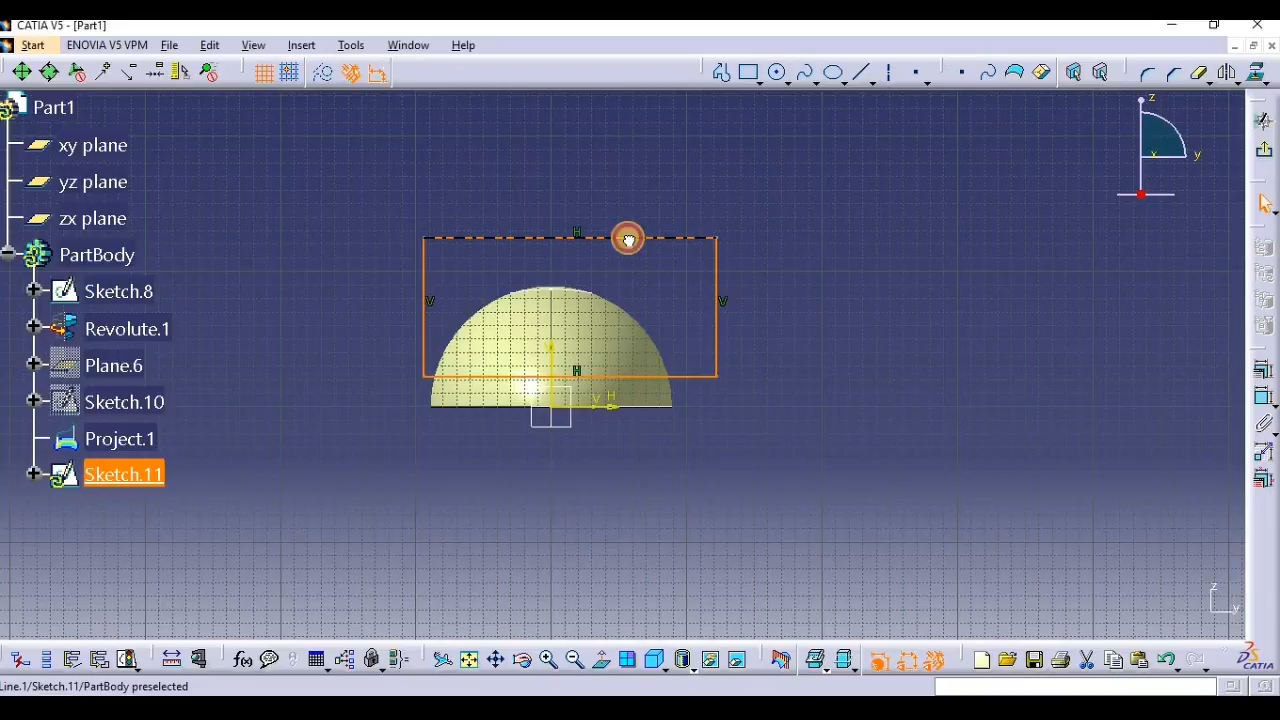 CATIA V5 - [Part1]
Start ENOVIA V5 VPM File Edit View Insert Tools Window Help
Part1
xy plane
yz plane
zx plane
PartBody
Sketch.8
Revolute.1
Plane.6
Sketch.10
Project.1
Sketch.11
z
x y
H
V V
H
V H
z
y
f(x)
CATIA
Line.1/Sketch.11/PartBody preselected